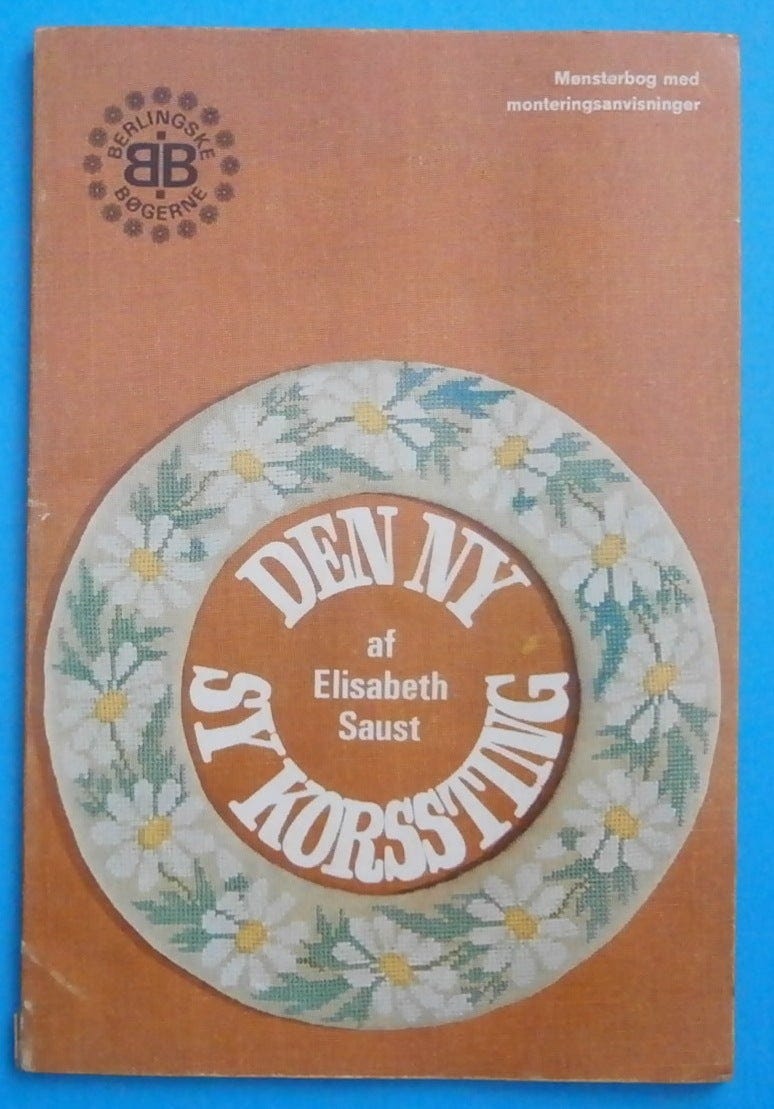 Mønsterbog med
monteringsanvisninger
BERLINGSKE
BB
BØGERNE
DEN NY
af
Elisabeth
Saust
SY KORSSTING